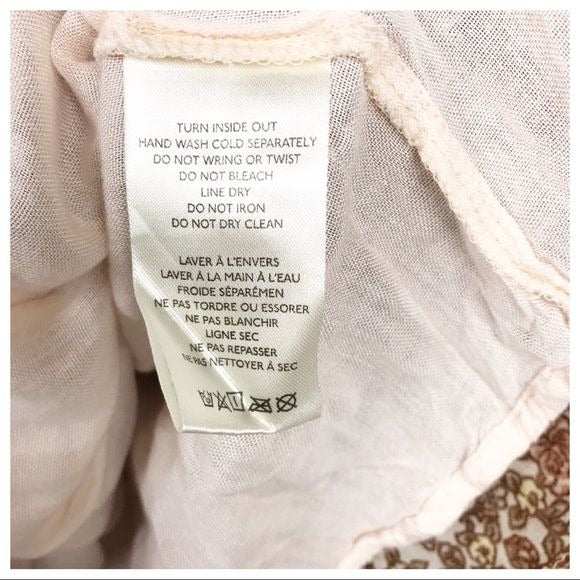 TURN INSIDE OUT
HAND WASH COLD SEPARATELY
DO NOT WRING OR TWIST
DO NOT BLEACH
LINE DRY
DO NOT IRON
DO NOT DRY CLEAN
LAVER À L'ENVERS
LAVER À LA MAIN À L'EAU
FROIDE SÉPARÉMEN
NE PAS TORDRE OU ESSORER
NE PAS BLANCHIR
LIGNE SEC
NE PAS REPASSER
NE PAS NETTOYER À SEC